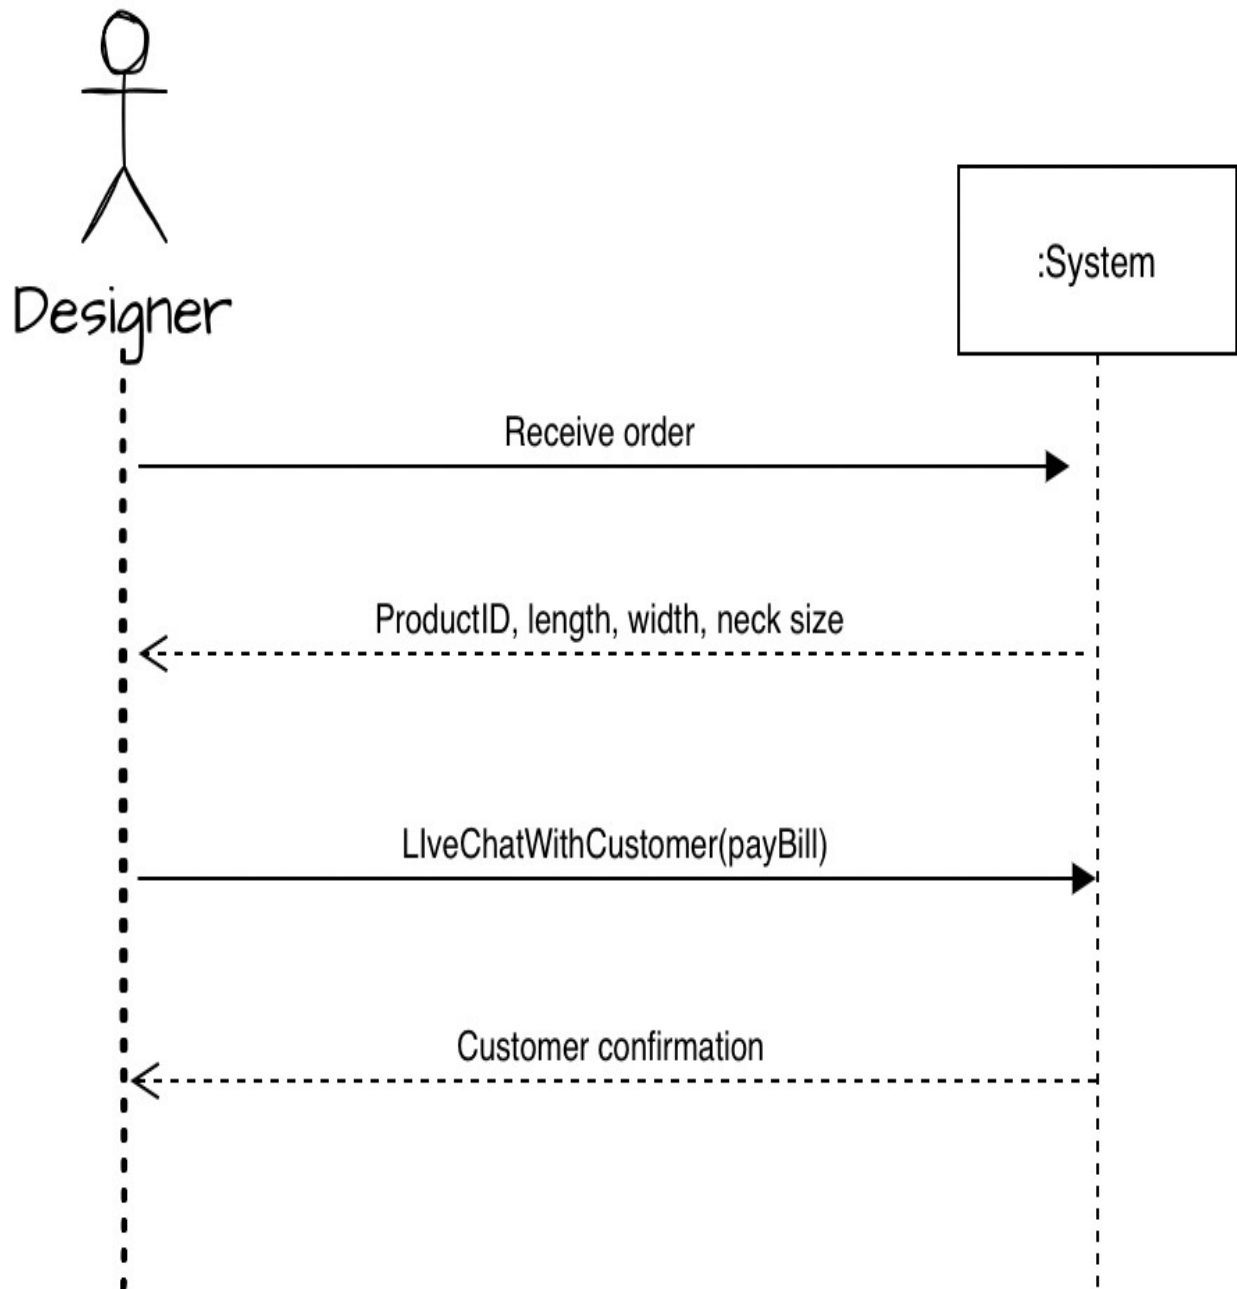 Designer
:System
Receive order
ProductID, length, width, neck size
LIveChatWithCustomer(payBill)
Customer confirmation